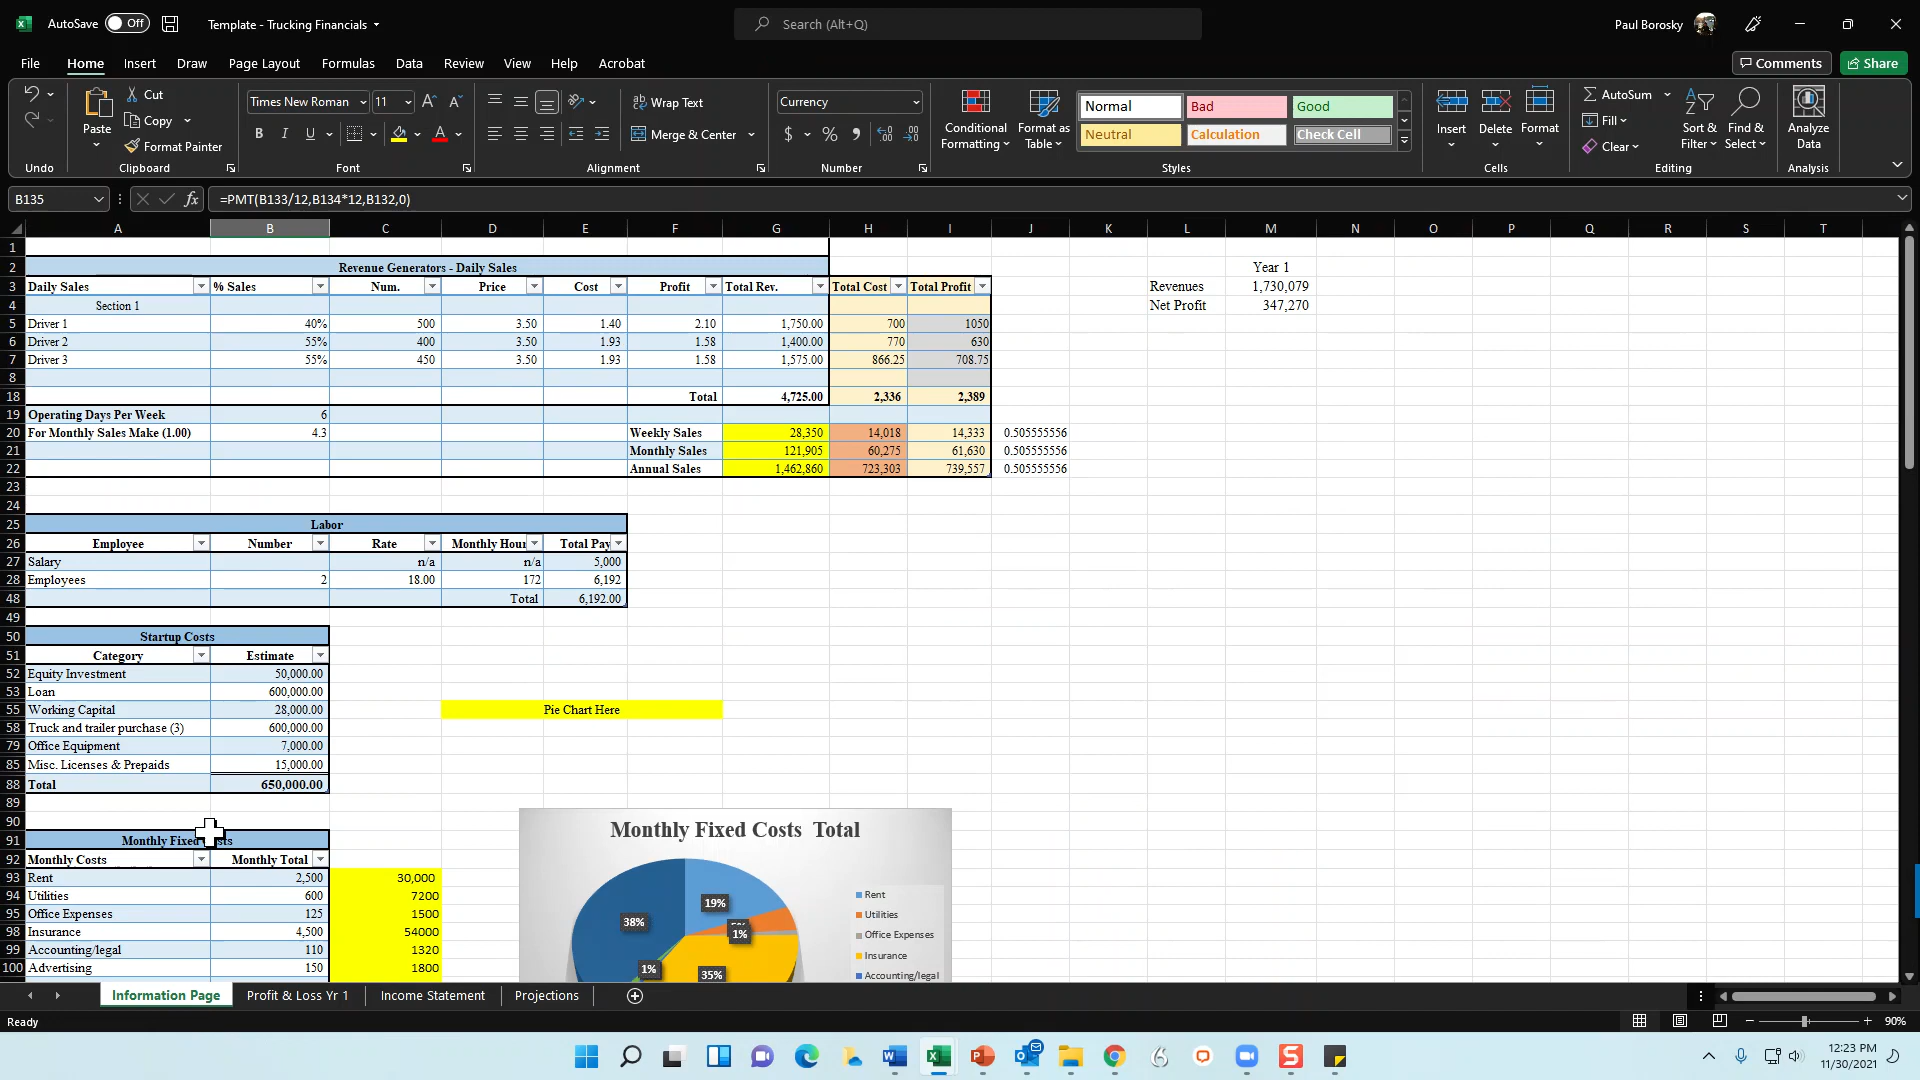 AutoSave Off Template - Trucking Financials Search (Alt+Q) Paul Borosky
File Home Insert Draw Page Layout Formulas Data Review View Help Acrobat Comments Share
Cut Times New Roman 11 Wrap Text Currency Normal Bad Good AutoSum
Paste Copy Merge & Center Conditional Formatting Format as Table Neutral Calculation Check Cell Insert Delete Format Fill Sort & Filter Find & Select Analyze Data
Format Painter Clear
Undo Clipboard Font Alignment Number Styles Cells Editing Analysis
B135 fx =PMT(B133/12,B134*12,B132,0)
A B C D E F G H I J K L M N O P Q R S T
1
2 Revenue Generators - Daily Sales Year 1
3 Daily Sales % Sales Num. Price Cost Profit Total Rev. Total Cost Total Profit Revenues 1,730,079
4 Section 1 Net Profit 347,270
5 Driver 1 40% 500 3.50 1.40 2.10 1,750.00 700 1050
6 Driver 2 55% 400 3.50 1.93 1.58 1,400.00 770 630
7 Driver 3 55% 450 3.50 1.93 1.58 1,575.00 866.25 708.75
8
18 Total 4,725.00 2,336 2,389
19 Operating Days Per Week 6
20 For Monthly Sales Make (1.00) 4.3 Weekly Sales 28,350 14,018 14,333 0.505555556
21 Monthly Sales 121,905 60,275 61,630 0.505555556
22 Annual Sales 1,462,860 723,303 739,557 0.505555556
23
24
25 Labor
26 Employee Number Rate Monthly Hour Total Pay
27 Salary n/a n/a 5,000
28 Employees 2 18.00 172 6,192
48 Total 6,192.00
49
50 Startup Costs
51 Category Estimate
52 Equity Investment 50,000.00
53 Loan 600,000.00
55 Working Capital 28,000.00 Pie Chart Here
58 Truck and trailer purchase (3) 600,000.00
79 Office Equipment 7,000.00
85 Misc. Licenses & Prepaids 15,000.00
88 Total 650,000.00
89
90
91 Monthly Fixed Costs
92 Monthly Costs Monthly Total
93 Rent 2,500 30,000
94 Utilities 600 7200
95 Office Expenses 125 1500
98 Insurance 4,500 54000
99 Accounting/legal 110 1320
100 Advertising 150 1800
Monthly Fixed Costs Total
19%
38%
1%
1%
35%
Rent
Utilities
Office Expenses
Insurance
Accounting/legal
Information Page Profit & Loss Yr 1 Income Statement Projections
Ready 90%
12:23 PM
11/30/2021